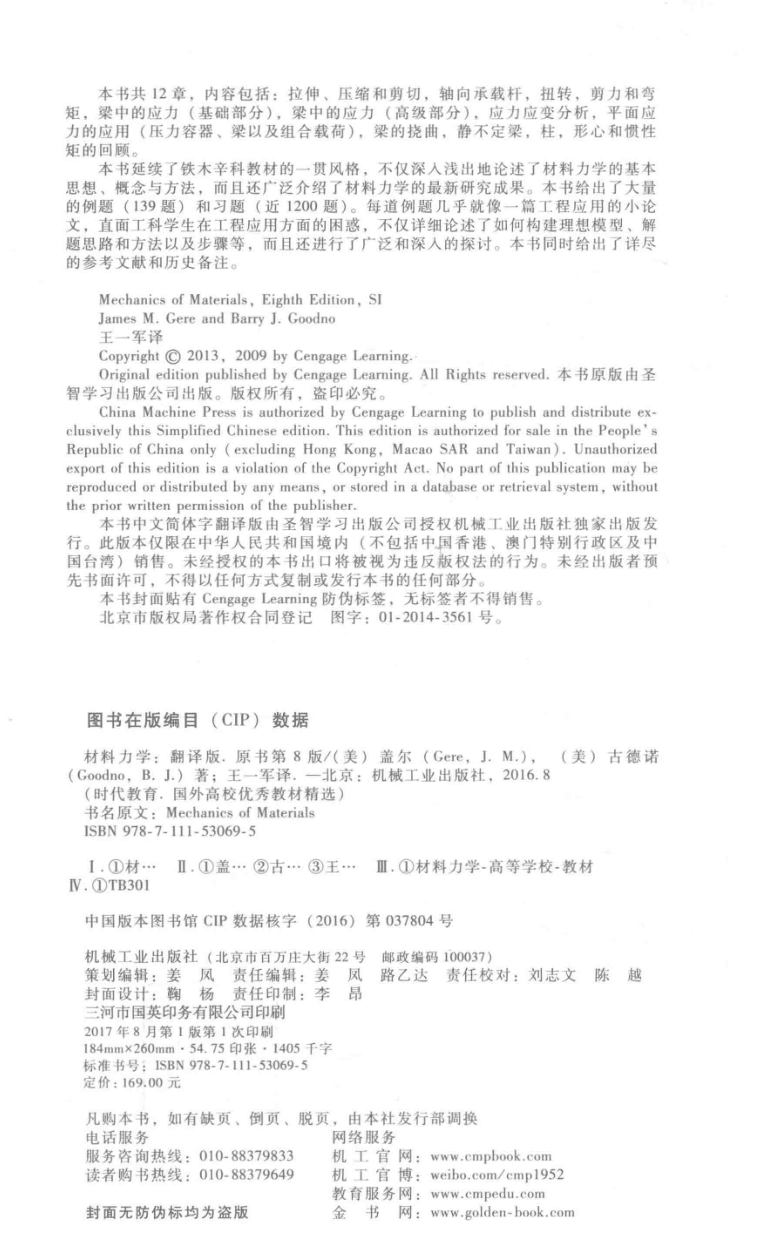 本书共 12 章，内容包括：拉伸、压缩和剪切，轴向承载杆，扭转，剪力和弯
矩，梁中的应力（基础部分），梁中的应力（高级部分），应力应变分析，平面应
力的应用（压力容器、梁以及组合载荷），梁的挠曲，静不定梁，柱，形心和惯性
矩的回顾。
本书延续了铁木辛科教材的一贯风格，不仅深入浅出地论述了材料力学的基本
思想、概念与方法，而且还广泛介绍了材料力学的最新研究成果。本书给出了大量
的例题（139 题）和习题（近 1200 题）。每道例题几乎就像一篇工程应用的小论
文，直面工科学生在工程应用方面的困惑，不仅详细论述了如何构建理想模型、解
题思路和方法以及步骤等，而且还进行了广泛和深入的探讨。本书同时给出了详尽
的参考文献和历史备注。
Mechanics of Materials, Eighth Edition, SI
James M. Gere and Barry J. Goodno
王一军译
Copyright © 2013, 2009 by Cengage Learning.
Original edition published by Cengage Learning. All Rights reserved. 本书原版由圣
智学习出版公司出版。版权所有，盗印必究。
China Machine Press is authorized by Cengage Learning to publish and distribute ex-
clusively this Simplified Chinese edition. This edition is authorized for sale in the People's
Republic of China only (excluding Hong Kong, Macao SAR and Taiwan). Unauthorized
export of this edition is a violation of the Copyright Act. No part of this publication may be
reproduced or distributed by any means, or stored in a database or retrieval system, without
the prior written permission of the publisher.
本书中文简体字翻译版由圣智学习出版公司授权机械工业出版社独家出版发
行。此版本仅限在中华人民共和国境内（不包括中国香港、澳门特别行政区及中
国台湾）销售。未经授权的本书出口将被视为违反版权法的行为。未经出版者预
先书面许可，不得以任何方式复制或发行本书的任何部分。
本书封面贴有 Cengage Learning 防伪标签，无标签者不得销售。
北京市版权局著作权合同登记 图字：01-2014-3561 号。
图书在版编目（CIP）数据
材料力学：翻译版. 原书第 8 版/(美) 盖尔（Gere, J. M.），（美）古德诺
(Goodno, B. J.) 著；王一军译. —北京：机械工业出版社，2016.8
（时代教育. 国外高校优秀教材精选）
书名原文：Mechanics of Materials
ISBN 978-7-111-53069-5
Ⅰ.①材… Ⅱ.①盖… ②古… ③王… Ⅲ.①材料力学-高等学校-教材
Ⅳ.①TB301
中国版本图书馆 CIP 数据核字（2016）第 037804 号
机械工业出版社（北京市百万庄大街 22 号 邮政编码 100037）
策划编辑：姜 凤 责任编辑：姜 凤 路乙达 责任校对：刘志文 陈 越
封面设计：鞠 杨 责任印制：李 昂
三河市国英印务有限公司印刷
2017 年 8 月第 1 版第 1 次印刷
184mm×260mm · 54.75 印张 · 1405 千字
标准书号：ISBN 978-7-111-53069-5
定价：169.00 元
凡购本书，如有缺页、倒页、脱页，由本社发行部调换
电话服务 网络服务
服务咨询热线：010-88379833 机 工 官 网：www.cmpbook.com
读者购书热线：010-88379649 机 工 官 博：weibo.com/cmp1952
教育服务网：www.cmpedu.com
封面无防伪标均为盗版 金 书 网：www.golden-book.com